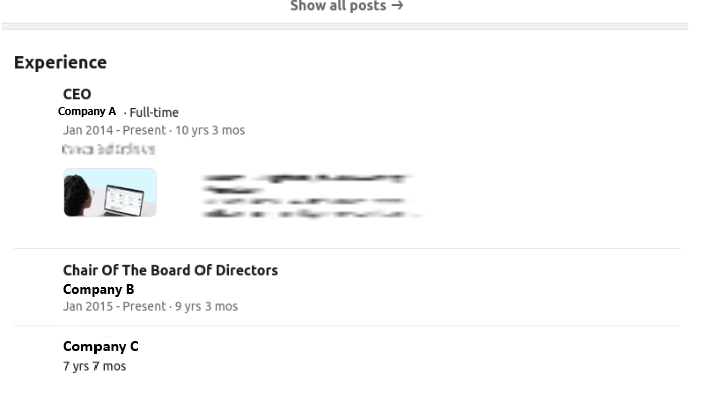 Show all posts →
Experience
CEO
Company A · Full-time
Jan 2014 - Present · 10 yrs 3 mos
Chair Of The Board Of Directors
Company B
Jan 2015 - Present · 9 yrs 3 mos
Company C
7 yrs 7 mos